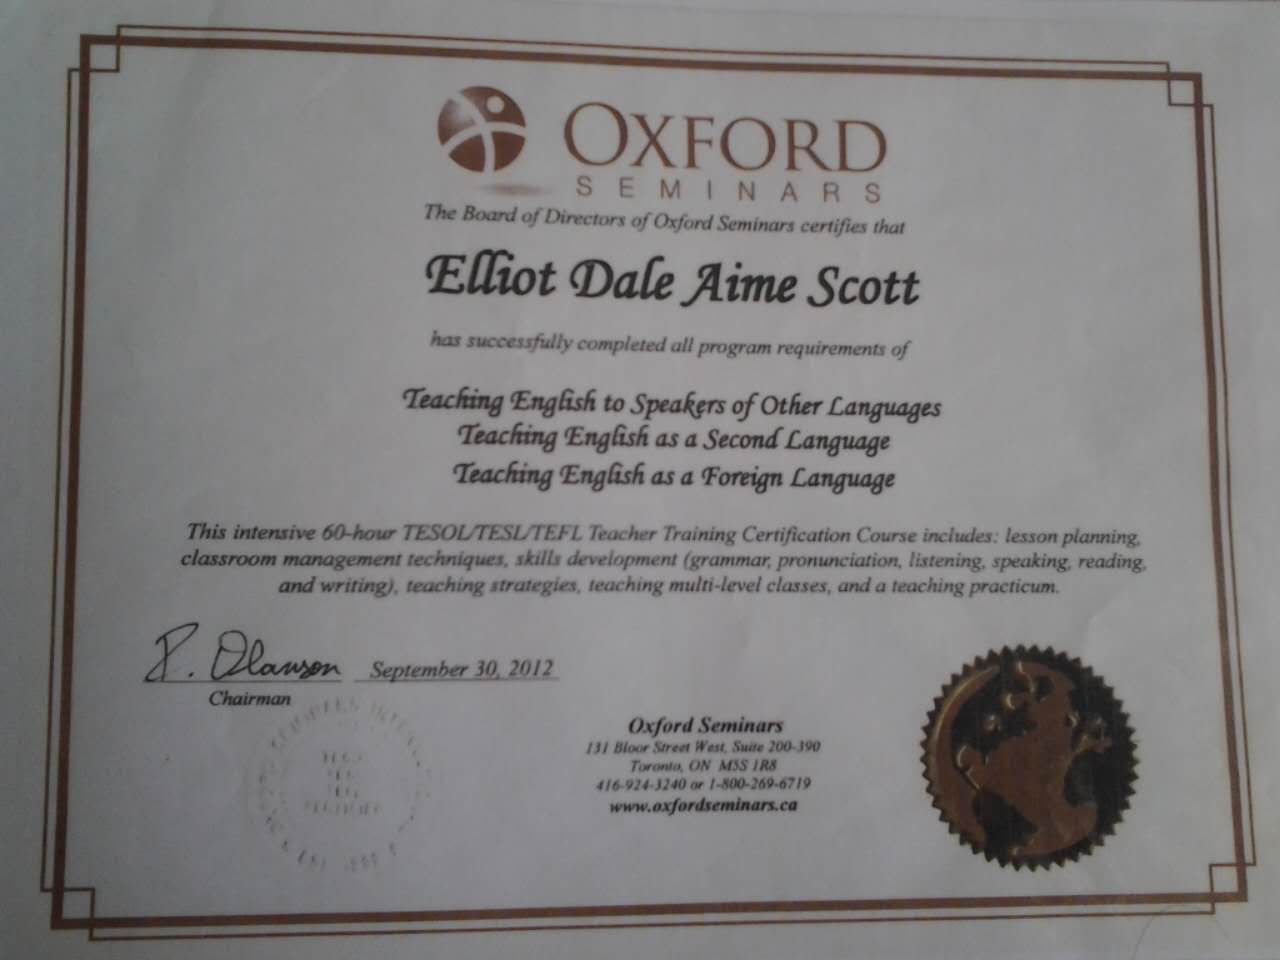 OXFORD
SEMINARS
The Board of Directors of Oxford Seminars certifies that
Elliot Dale Aime Scott
has successfully completed all program requirements of
Teaching English to Speakers of Other Languages
Teaching English as a Second Language
Teaching English as a Foreign Language
This intensive 60-hour TESOL/TESL/TEFL Teacher Training Certification Course includes: lesson planning,
classroom management techniques, skills development (grammar, pronunciation, listening, speaking, reading,
and writing), teaching strategies, teaching multi-level classes, and a teaching practicum.
September 30, 2012
Chairman
Oxford Seminars
131 Bloor Street West, Suite 200-390
Toronto, ON M5S 1R8
416-924-3240 or 1-800-269-6719
www.oxfordseminars.ca